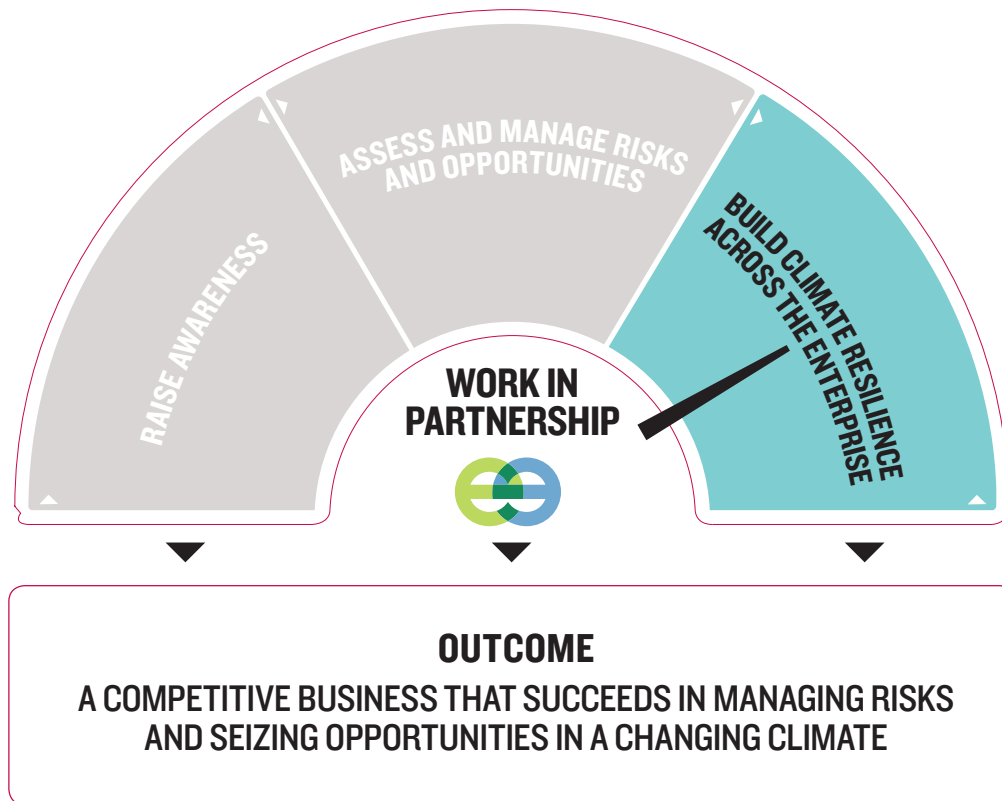 RAISE AWARENESS
ASSESS AND MANAGE RISKS
AND OPPORTUNITIES
BUILD CLIMATE RESILIENCE
ACROSS THE ENTERPRISE
WORK IN
PARTNERSHIP
OUTCOME
A COMPETITIVE BUSINESS THAT SUCCEEDS IN MANAGING RISKS
AND SEIZING OPPORTUNITIES IN A CHANGING CLIMATE